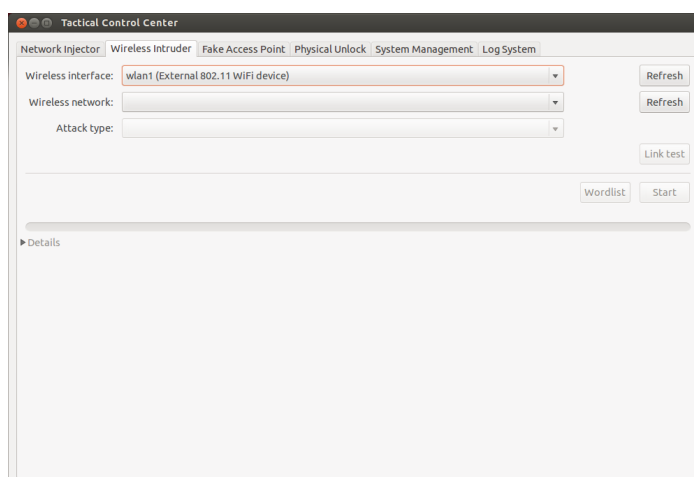 Tactical Control Center
Network Injector Wireless Intruder Fake Access Point Physical Unlock System Management Log System
Wireless interface: wlan1 (External 802.11 WiFi device) Refresh
Wireless network: Refresh
Attack type:
Link test
Wordlist Start
Details